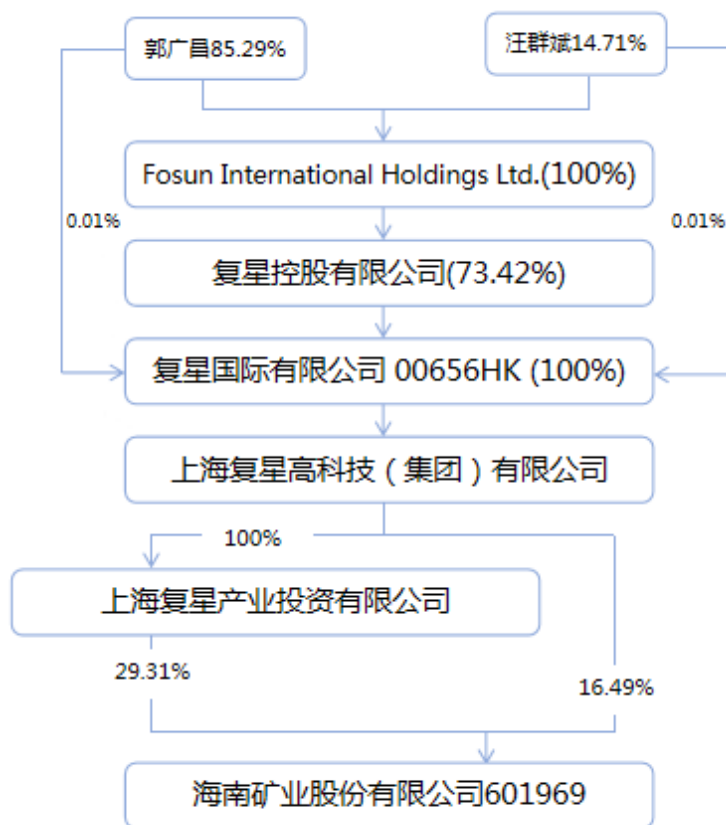 郭广昌85.29%
汪群斌14.71%
Fosun International Holdings Ltd.(100%)
0.01%
0.01%
复星控股有限公司(73.42%)
复星国际有限公司 00656HK (100%)
上海复星高科技（集团）有限公司
100%
上海复星产业投资有限公司
29.31%
16.49%
海南矿业股份有限公司601969